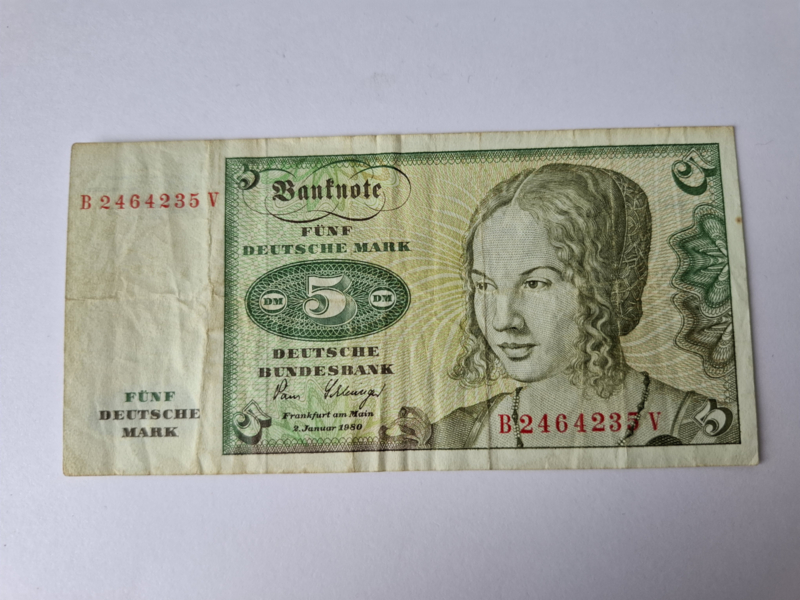 B 2464235 V
FÜNF
DEUTSCHE
MARK
5
Banknote
FÜNF
DEUTSCHE MARK
DM 5 DM
DEUTSCHE
BUNDESBANK
Frankfurt am Main
2. Januar 1980
5
5
B 2464235 V
5